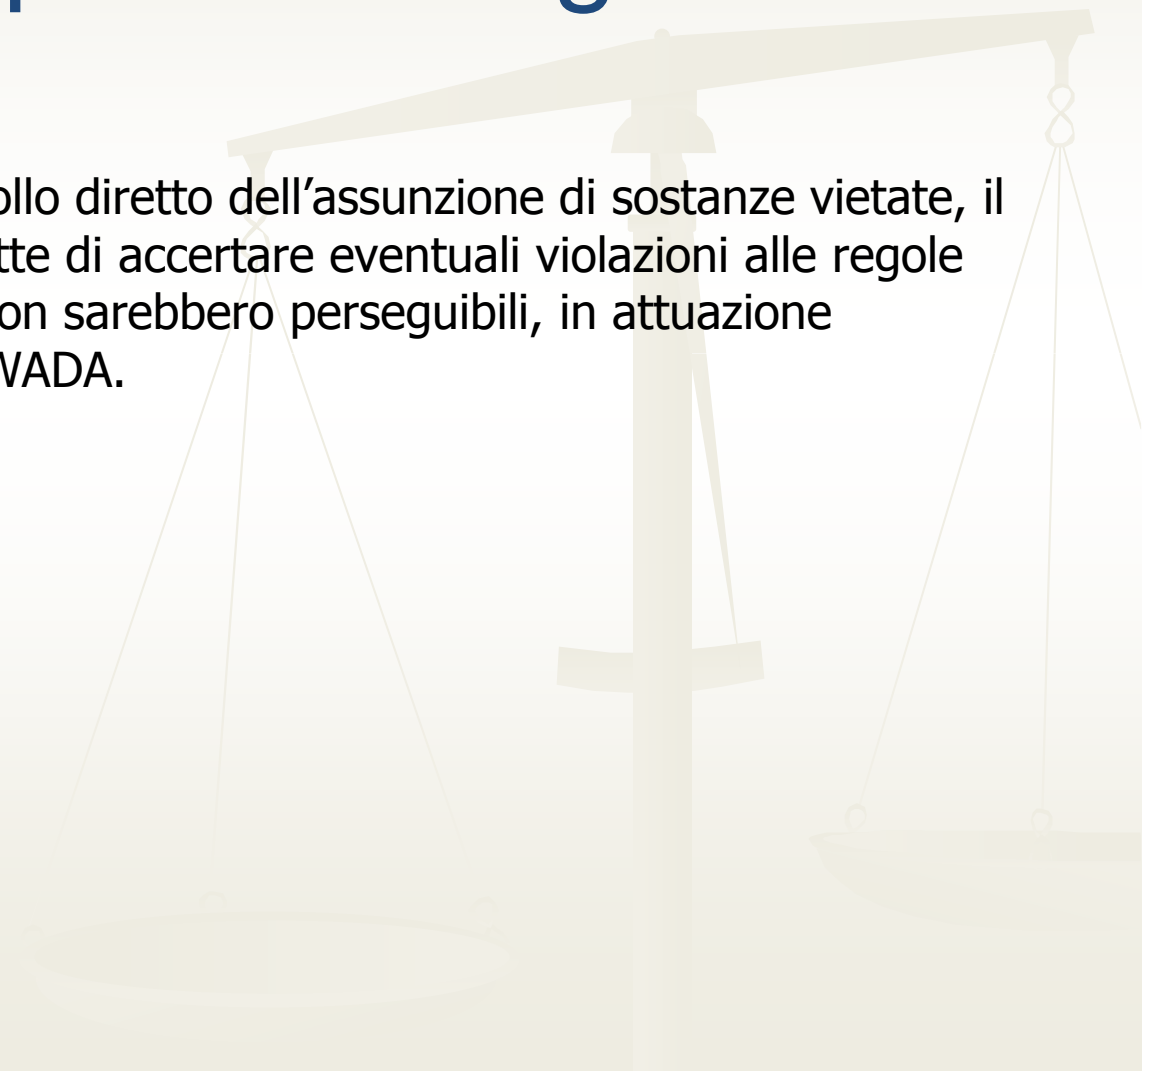 ollo diretto dell’assunzione di sostanze vietate, il
tte di accertare eventuali violazioni alle regole
on sarebbero perseguibili, in attuazione
WADA.